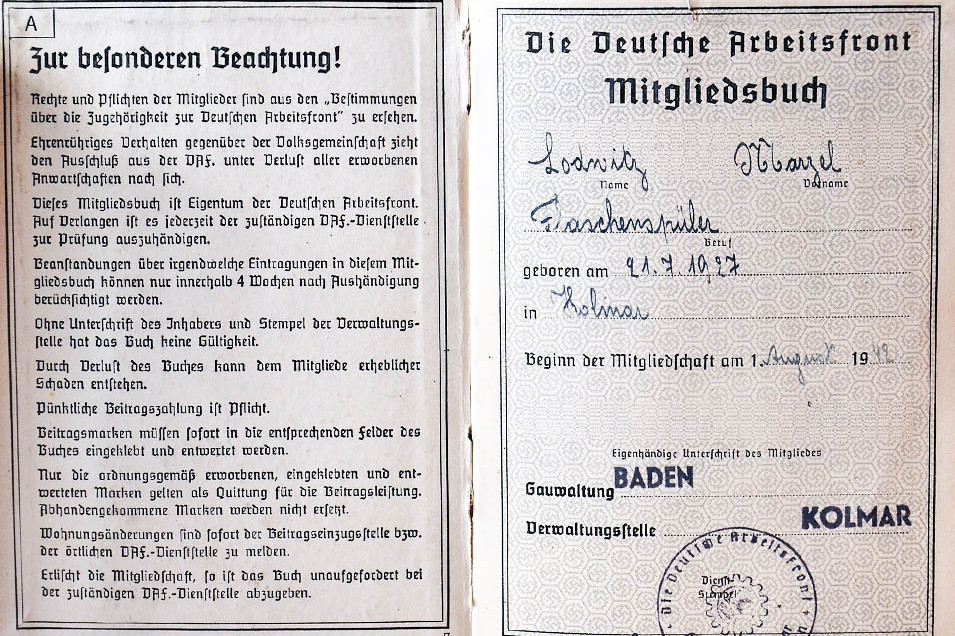 A
Zur besonderen Beachtung!
Rechte und Pflichten der Mitglieder sind aus den „Bestimmungen
über die Zugehörigkeit zur Deutschen Arbeitsfront“ zu ersehen.
Ehrenrühriges Verhalten gegenüber der Volksgemeinschaft zieht
den Ausschluß aus der DAF. unter Verlust aller erworbenen
Anwartschaften nach sich.
Dieses Mitgliedsbuch ist Eigentum der Deutschen Arbeitsfront.
Auf Verlangen ist es jederzeit der zuständigen DAF.-Dienststelle
zur Prüfung auszuhändigen.
Beanstandungen über irgendwelche Eintragungen in diesem Mit-
gliedsbuch können nur innerhalb 4 Wochen nach Aushändigung
berücksichtigt werden.
Ohne Unterschrift des Inhabers und Stempel der Verwaltungs-
stelle hat das Buch keine Gültigkeit.
Durch Verlust des Buches kann dem Mitgliede erheblicher
Schaden entstehen.
Pünktliche Beitragszahlung ist Pflicht.
Beitragsmarken müssen sofort in die entsprechenden Felder des
Buches eingeklebt und entwertet werden.
Nur die ordnungsgemäß erworbenen, eingeklebten und ent-
werteten Marken gelten als Quittung für die Beitragsleistung.
Abhandengekommene Marken werden nicht ersetzt.
Wohnungsänderungen sind sofort der Beitragseinzugsstelle bzw.
der örtlichen DAF.-Dienststelle zu melden.
Erlischt die Mitgliedschaft, so ist das Buch unaufgefordert bei
der zuständigen DAF.-Dienststelle abzugeben.
Die Deutsche Arbeitsfront
Mitgliedsbuch
Lodwitz Marzel
Name Vorname
Flaschenspüler
Beruf
geboren am 21.7.1927
in Kolmar
Beginn der Mitgliedschaft am 1. August 1942
Eigenhändige Unterschrift des Mitgliedes
Gauwaltung BADEN
Verwaltungsstelle KOLMAR
Die Deutsche Arbeitsfront
Dienst
Stempel